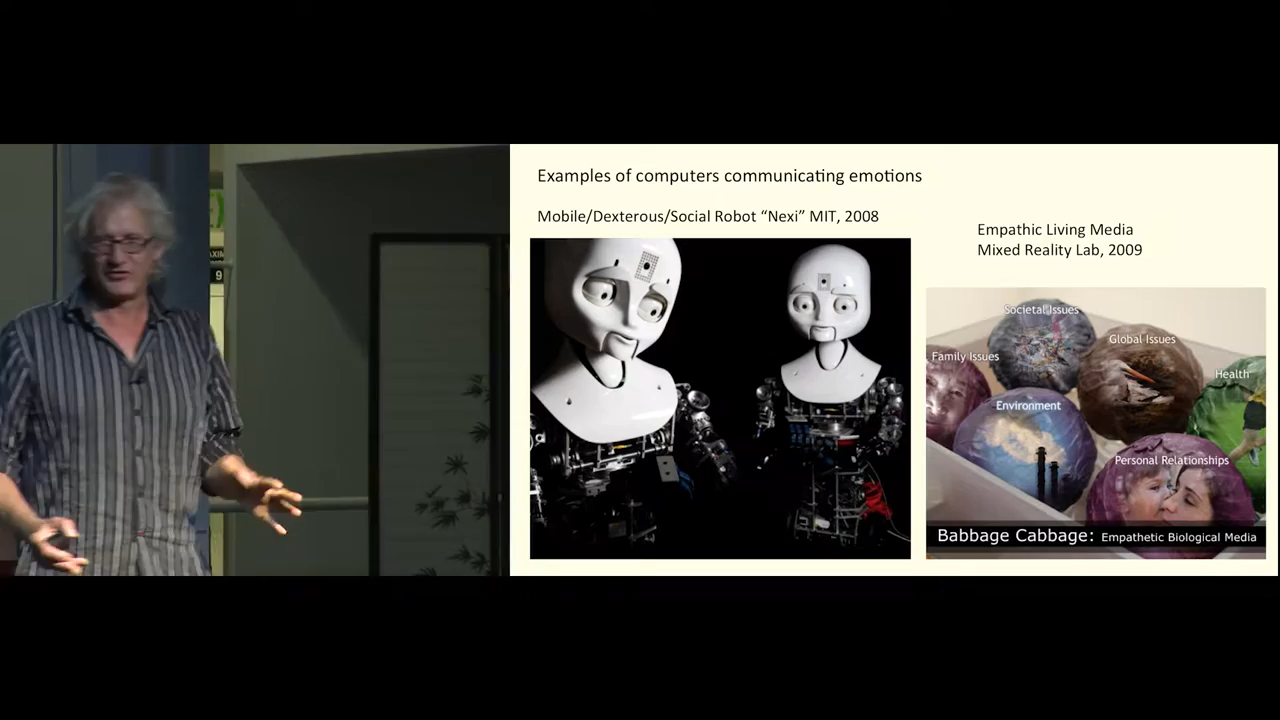 Examples of computers communicating emotions
Mobile/Dexterous/Social Robot “Nexi” MIT, 2008
Empathic Living Media
Mixed Reality Lab, 2009
Societal Issues
Global Issues
Family Issues
Health
Environment
Personal Relationships
Babbage Cabbage: Empathetic Biological Media
9